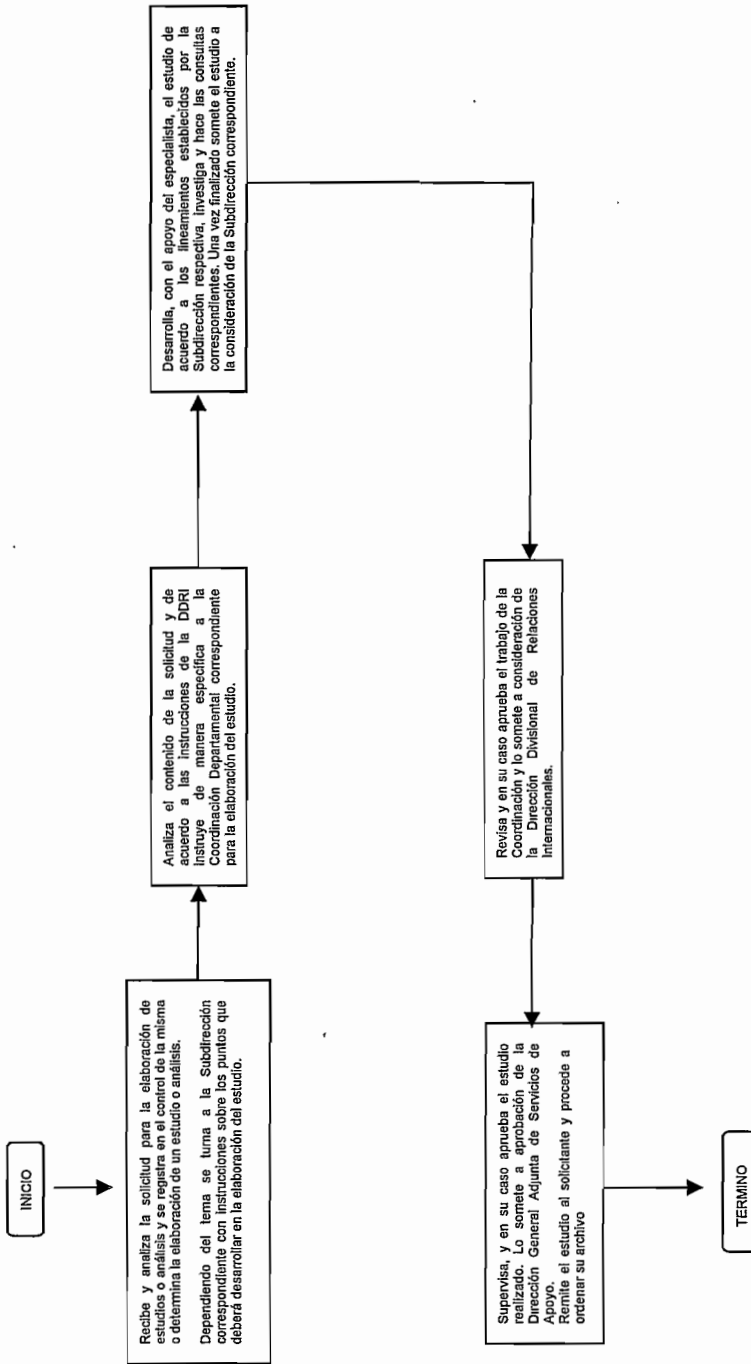 INICIO
Recibe y analiza la solicitud para la elaboración de
estudios o análisis y se registra en el control de la misma
o determina la elaboración de un estudio o análisis.
Dependiendo del tema se turna a la Subdirección
correspondiente con instrucciones sobre los puntos que
deberá desarrollar en la elaboración del estudio.
Analiza el contenido de la solicitud y de
acuerdo a las instrucciones de la DDRI
Instruye de manera específica a la
Coordinación Departamental correspondiente
para la elaboración del estudio.
Desarrolla, con el apoyo del especialista, el estudio de
acuerdo a los lineamientos establecidos por la
Subdirección respectiva, investiga y hace las consultas
correspondientes. Una vez finalizado somete el estudio a
la consideración de la Subdirección correspondiente.
Revisa y en su caso aprueba el trabajo de la
Coordinación y lo somete a consideración de
la Dirección Divisional de Relaciones
Internacionales.
Supervisa, y en su caso aprueba el estudio
realizado. Lo somete a aprobación de la
Dirección General Adjunta de Servicios de
Apoyo.
Remite el estudio al solicitante y procede a
ordenar su archivo
TERMINO